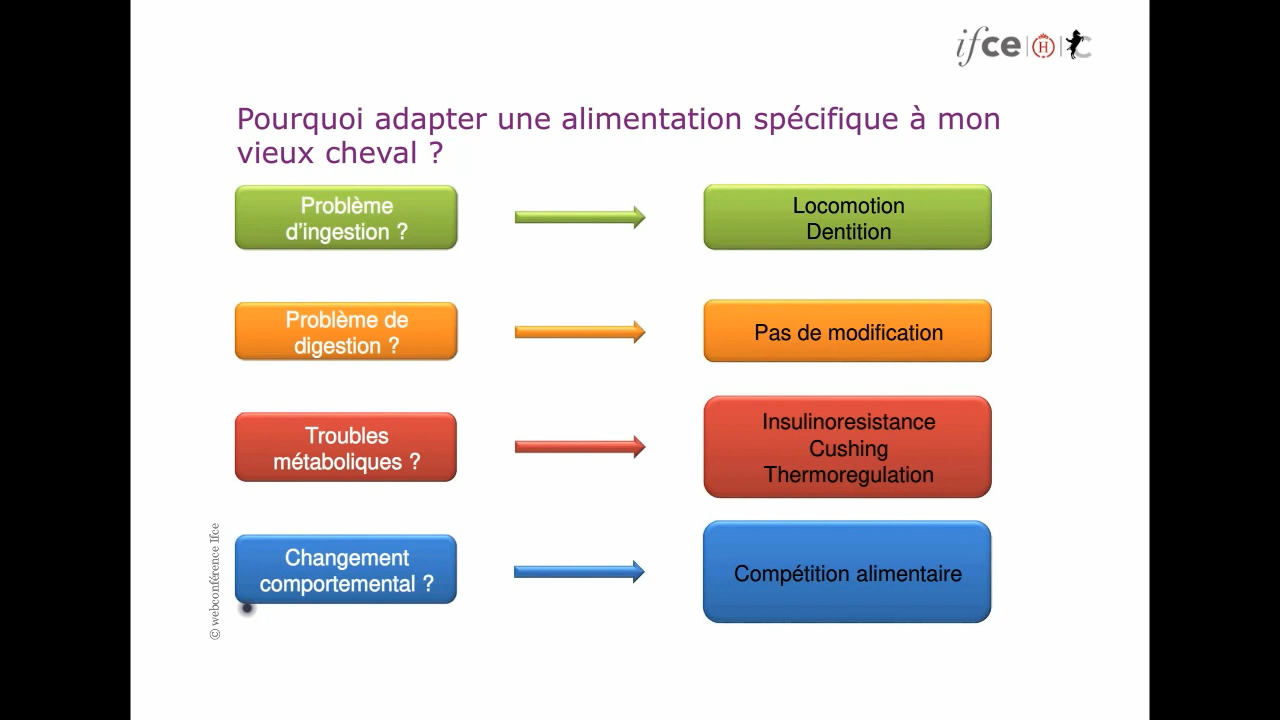 ifce
Pourquoi adapter une alimentation spécifique à mon
vieux cheval ?
Problème
d'ingestion ?
Locomotion
Dentition
Problème de
digestion ?
Pas de modification
Troubles
métaboliques ?
Insulinoresistance
Cushing
Thermoregulation
Changement
comportemental ?
Compétition alimentaire
© webconférence Ifce